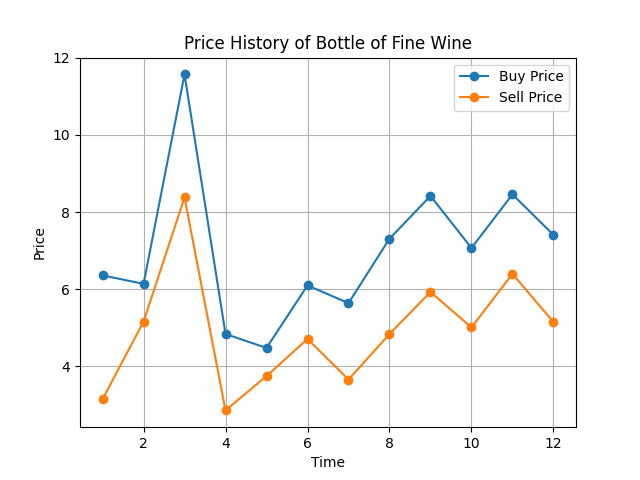 Price History of Bottle of Fine Wine
Buy Price
Sell Price
Price
12
10
8
6
4
2 4 6 8 10 12
Time